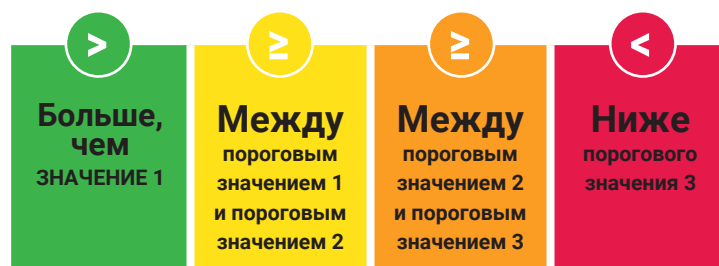 >
Больше,
чем
ЗНАЧЕНИЕ 1
≥
Между
пороговым
значением 1
и пороговым
значением 2
≥
Между
пороговым
значением 2
и пороговым
значением 3
<
Ниже
порогового
значения 3